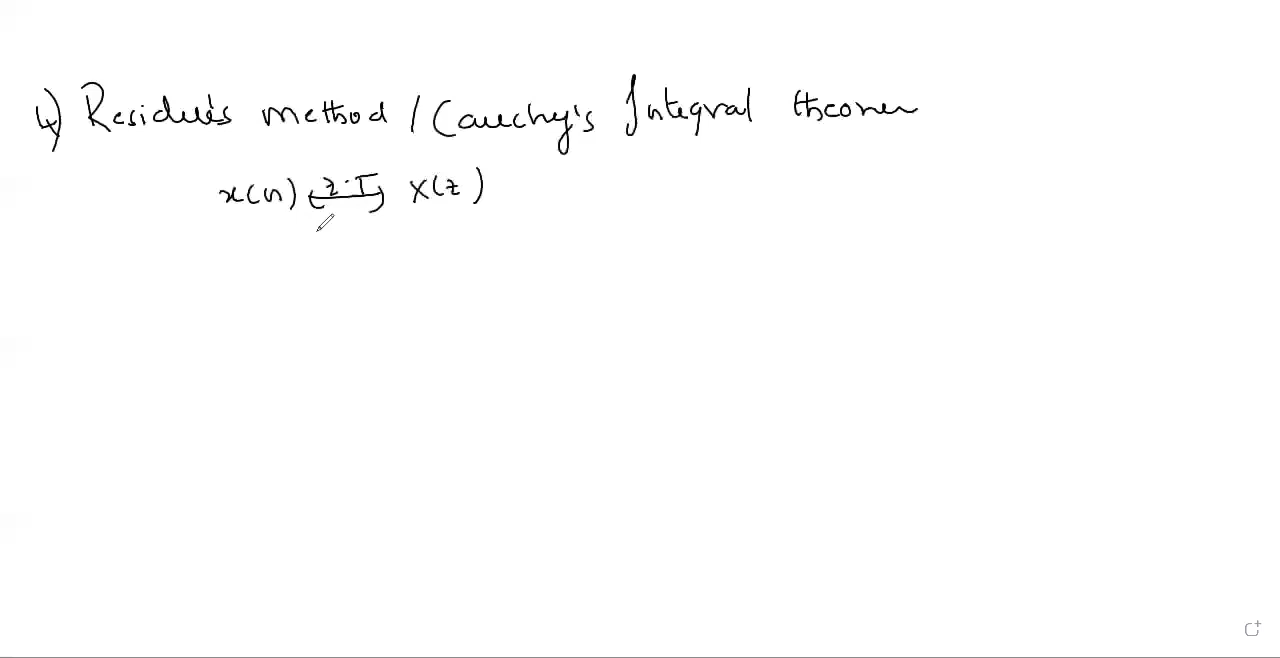 4) Residue's method / Cauchy's Integral theorem
x(n) ⟷ z.T X(z)